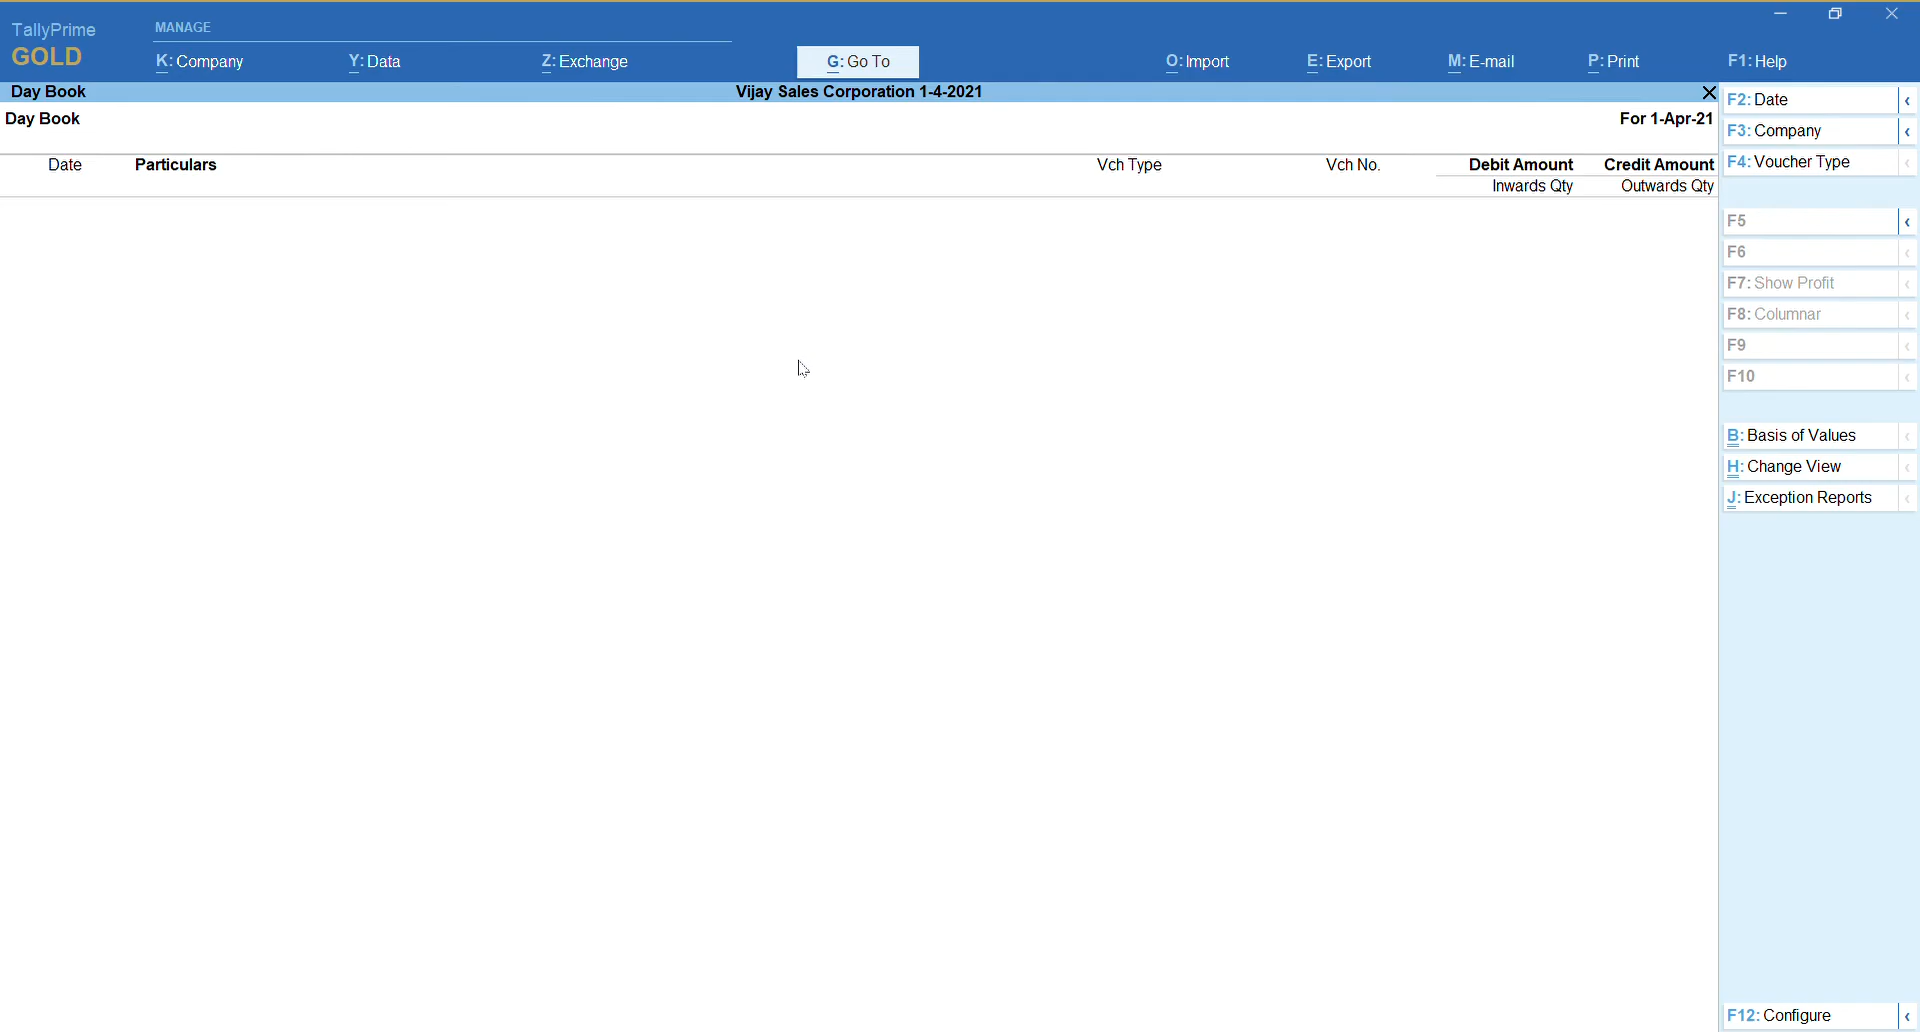 TallyPrime
GOLD
MANAGE
K: Company
Y: Data
Z: Exchange
G: Go To
O: Import
E: Export
M: E-mail
P: Print
F1: Help
Day Book
Vijay Sales Corporation 1-4-2021
Day Book
For 1-Apr-21
Date
Particulars
Vch Type
Vch No.
Debit Amount
Credit Amount
Inwards Qty
Outwards Qty
F2: Date
F3: Company
F4: Voucher Type
F5
F6
F7: Show Profit
F8: Columnar
F9
F10
B: Basis of Values
H: Change View
J: Exception Reports
F12: Configure